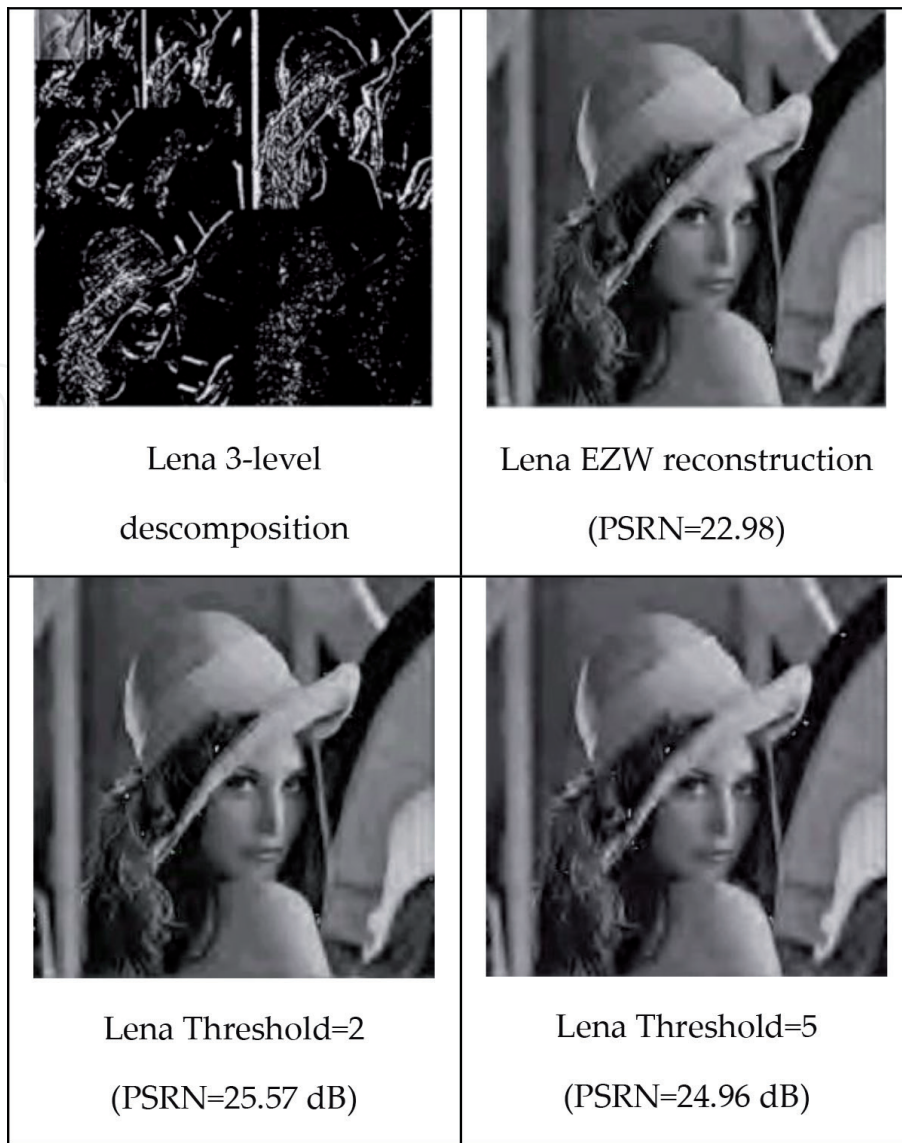 Lena 3-level
descomposition
Lena EZW reconstruction
(PSRN=22.98)
Lena Threshold=2
(PSRN=25.57 dB)
Lena Threshold=5
(PSRN=24.96 dB)